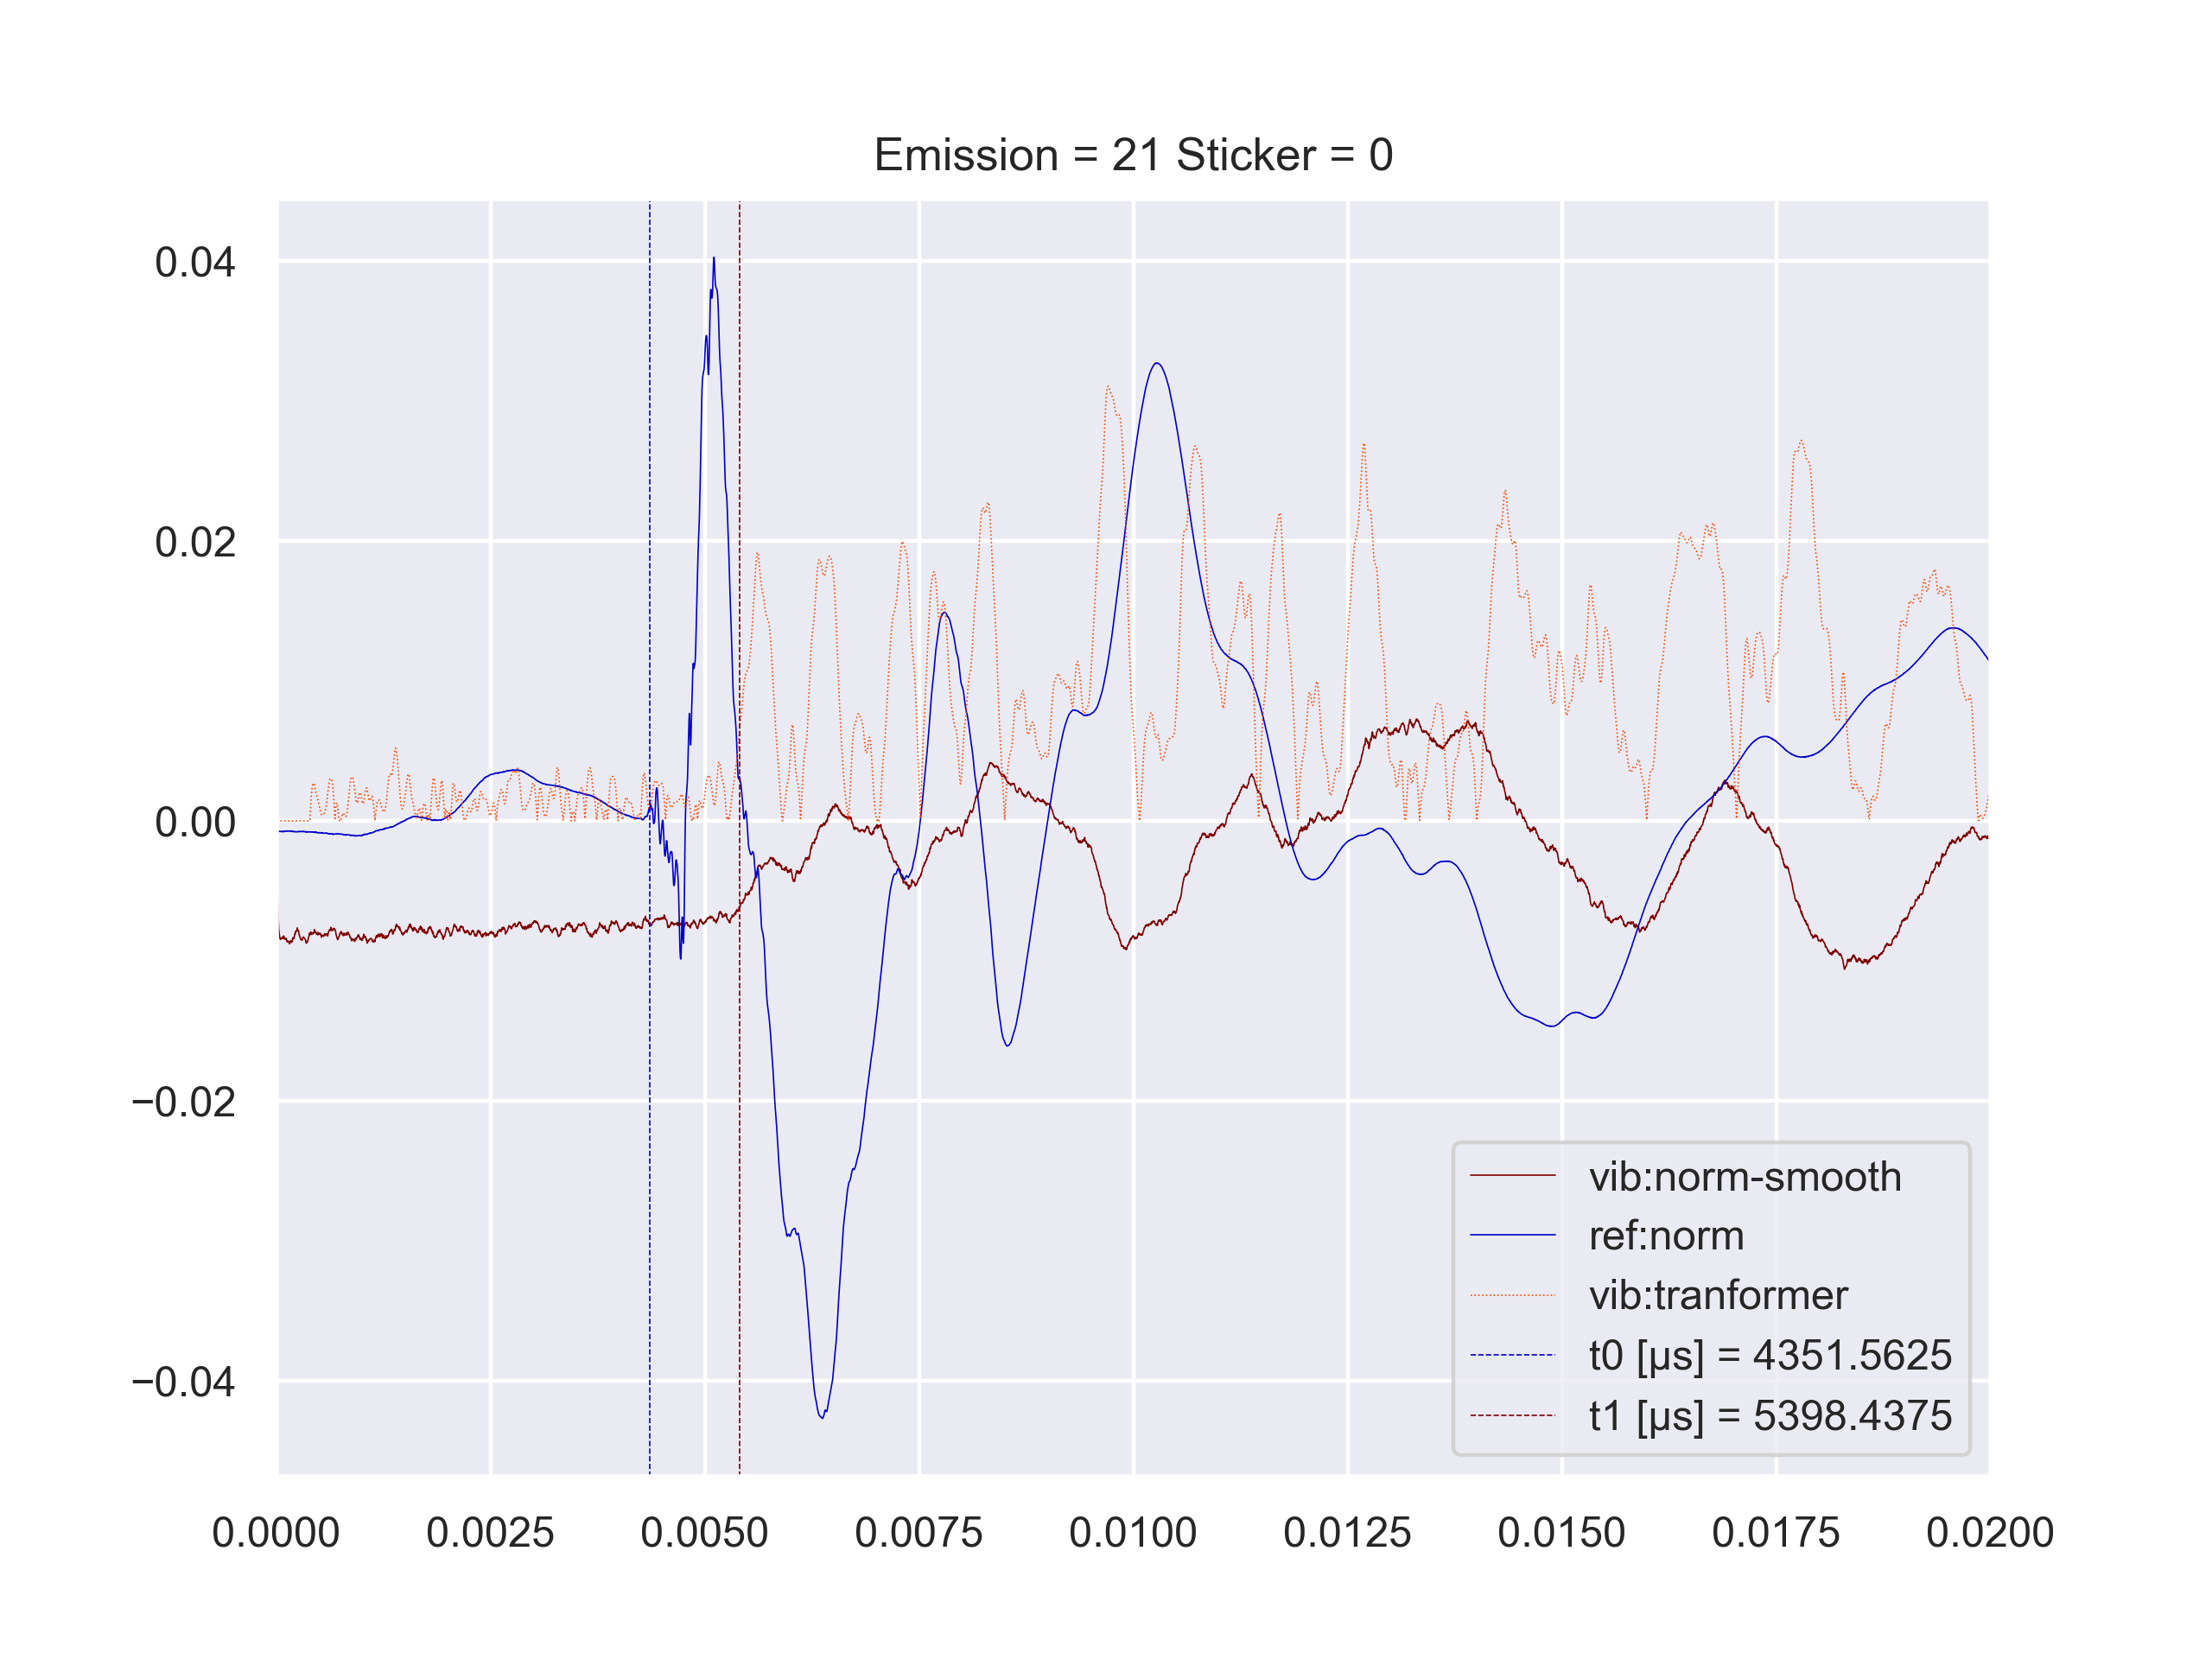 Emission = 21 Sticker = 0
0.04
0.02
0.00
−0.02
−0.04
vib:norm-smooth
ref:norm
vib:tranformer
t0 [µs] = 4351.5625
t1 [µs] = 5398.4375
0.0000 0.0025 0.0050 0.0075 0.0100 0.0125 0.0150 0.0175 0.0200